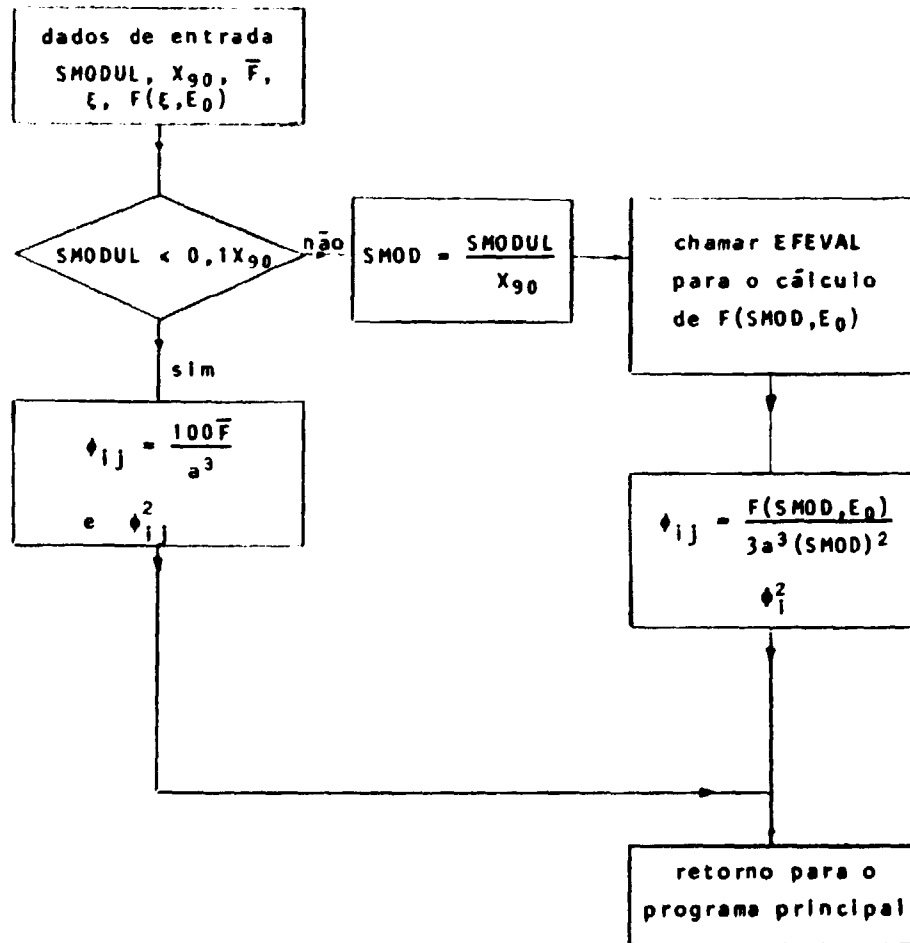 dados de entrada
SMODUL, X₉₀, F̅,
ξ, F(ξ,E₀)
SMODUL < 0,1X₉₀
não
SMOD = SMODUL / X₉₀
chamar EFEVAL
para o cálculo
de F(SMOD,E₀)
sim
ϕᵢⱼ = 100F̅ / a³
e ϕ²ᵢⱼ
ϕᵢⱼ = F(SMOD,E₀) / 3a³(SMOD)²
ϕ²ᵢ
retorno para o
programa principal